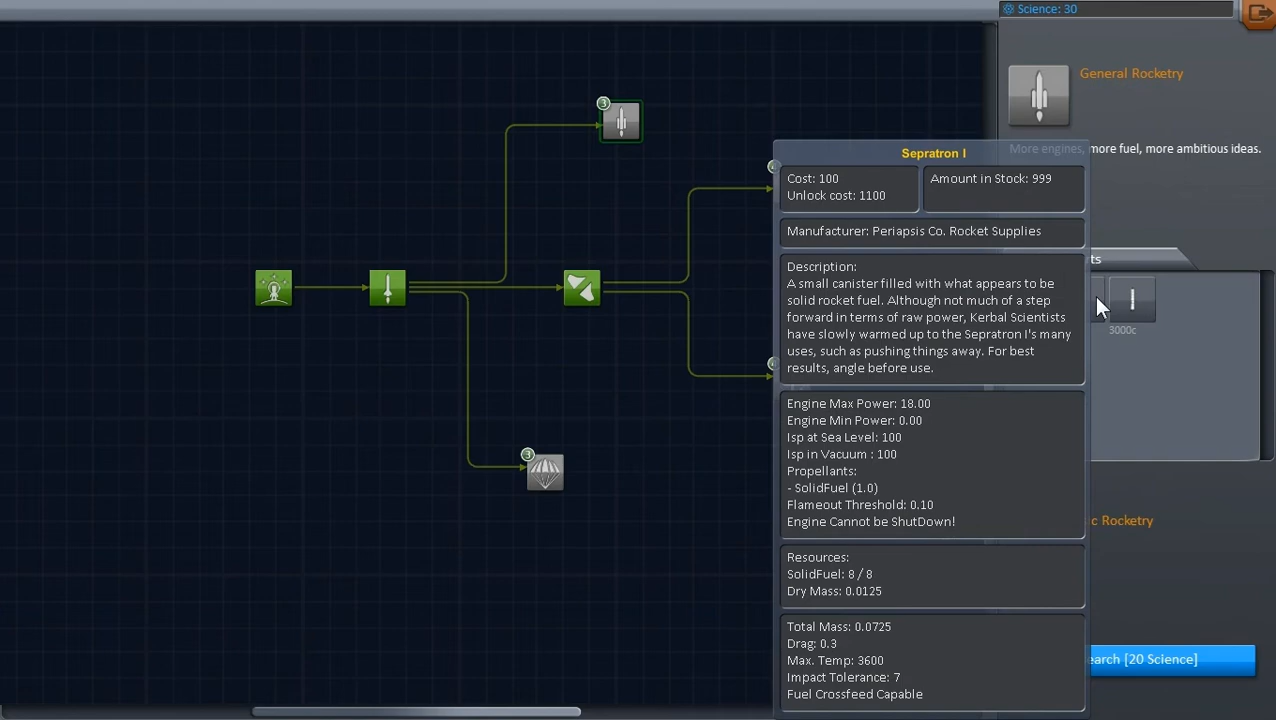 Science: 30
General Rocketry
More engines, more fuel, more ambitious ideas.
3
Sepratron I
Cost: 100
Unlock cost: 1100
Amount in Stock: 999
Manufacturer: Periapsis Co. Rocket Supplies
Description:
A small canister filled with what appears to be
solid rocket fuel. Although not much of a step
forward in terms of raw power, Kerbal Scientists
have slowly warmed up to the Sepratron I's many
uses, such as pushing things away. For best
results, angle before use.
ts
3000c
Engine Max Power: 18.00
Engine Min Power: 0.00
Isp at Sea Level: 100
Isp in Vacuum : 100
Propellants:
- SolidFuel (1.0)
Flameout Threshold: 0.10
Engine Cannot be ShutDown!
3
c Rocketry
Resources:
SolidFuel: 8 / 8
Dry Mass: 0.0125
Total Mass: 0.0725
Drag: 0.3
Max. Temp: 3600
Impact Tolerance: 7
Fuel Crossfeed Capable
earch [20 Science]